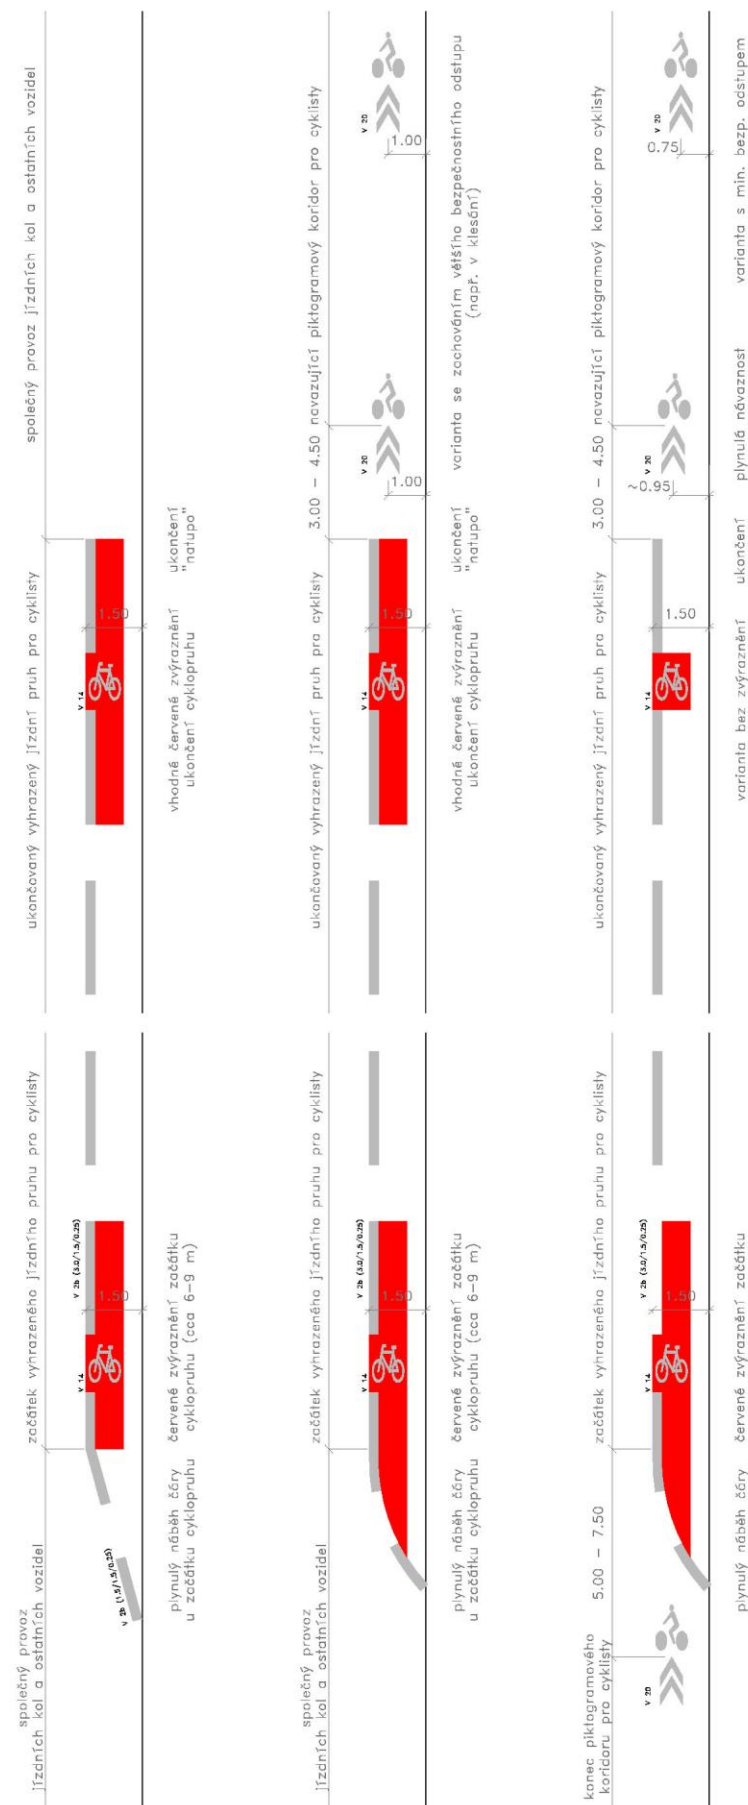 společný provoz jízdních kol a ostatních vozidel
ukončovaný vyhrazený jízdní pruh pro cyklisty
V 14
1.50
vhodné červené zvýraznění
ukončení cyklopruhu
ukončení
"natupo"
začátek vyhrazeného jízdního pruhu pro cyklisty
společný provoz
jízdních kol a ostatních vozidel
V 2b (3.0/1.5/0.25)
V 14
1.50
V 2b (1.5/1.5/0.25)
plynulý náběh čáry
u začátku cyklopruhu
červené zvýraznění začátku
cyklopruhu (cca 6-9 m)
ukončovaný vyhrazený jízdní pruh pro cyklisty
3.00 - 4.50
navazující piktogramový koridor pro cyklisty
V 14
1.50
V 20
1.00
V 20
1.00
vhodné červené zvýraznění
ukončení cyklopruhu
ukončení
"natupo"
varianta se zachováním většího bezpečnostního odstupu
(např. v klesání)
společný provoz
jízdních kol a ostatních vozidel
začátek vyhrazeného jízdního pruhu pro cyklisty
V 2b (3.0/1.5/0.25)
V 14
1.50
plynulý náběh čáry
u začátku cyklopruhu
červené zvýraznění začátku
cyklopruhu (cca 6-9 m)
ukončovaný vyhrazený jízdní pruh pro cyklisty
3.00 - 4.50
navazující piktogramový koridor pro cyklisty
V 14
1.50
V 20
~0.95
V 20
0.75
varianta bez zvýraznění
ukončení
plynulá návaznost
varianta s min. bezp. odstupem
konec piktogramového
koridoru pro cyklisty
5.00 - 7.50
začátek vyhrazeného jízdního pruhu pro cyklisty
V 20
V 2b (3.0/1.5/0.25)
V 14
1.50
plynulý náběh čáry
červené zvýraznění začátku